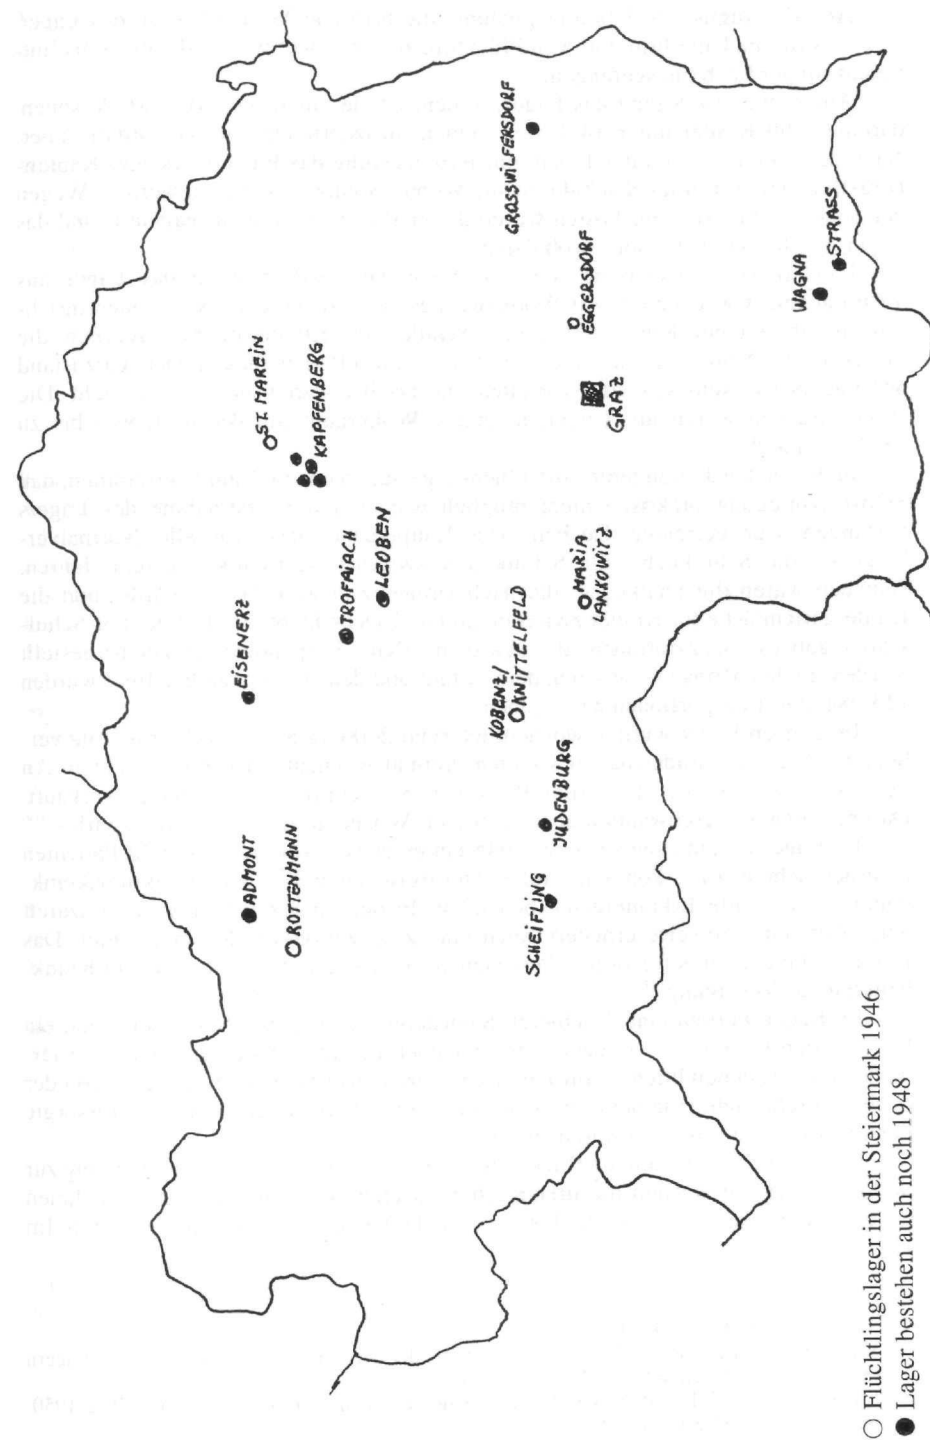 ST. MAREIN
KAPFENBERG
EISENERZ
TROFAIACH
LEOBEN
ADMONT
ROTTENMANN
GROSSWILFERSDORF
EGGERSDORF
GRAZ
KOBENZ/
KNITTELFELD
MARIA
LANKOWITZ
JUDENBURG
SCHEIFLING
WAGNA
STRASS
Flüchtlingslager in der Steiermark 1946
Lager bestehen auch noch 1948